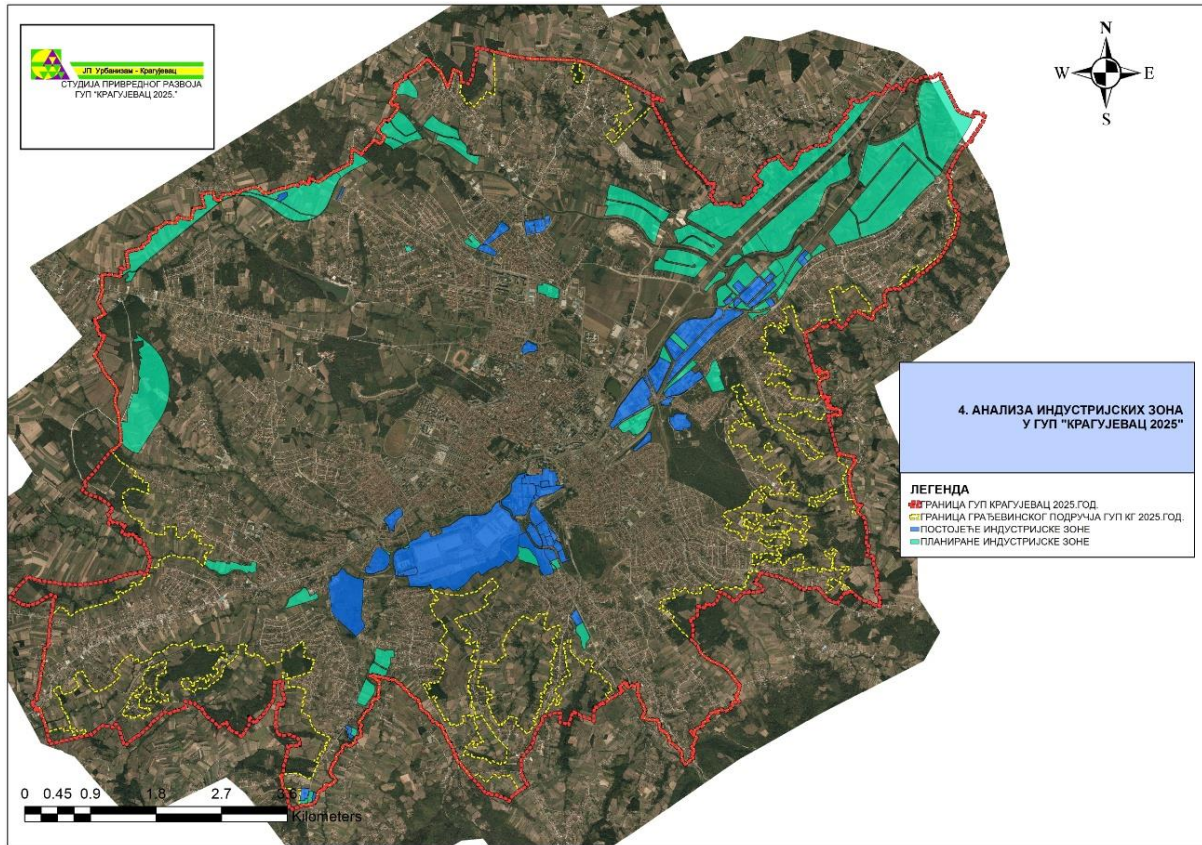 ЈП Урбанизам - Крагујевац
СТУДИЈА ПРИВРЕДНОГ РАЗВОЈА
ГУП "КРАГУЈЕВАЦ 2025."
N
W
E
S
4. АНАЛИЗА ИНДУСТРИЈСКИХ ЗОНА
У ГУП "КРАГУЈЕВАЦ 2025"
ЛЕГЕНДА
ГРАНИЦА ГУП КРАГУЈЕВАЦ 2025.ГОД.
ГРАНИЦА ГРАЂЕВИНСКОГ ПОДРУЧЈА ГУП КГ 2025.ГОД.
ПОСТОЈЕЋЕ ИНДУСТРИЈСКЕ ЗОНЕ
ПЛАНИРАНЕ ИНДУСТРИЈСКЕ ЗОНЕ
0 0.45 0.9 1.8 2.7 3.6
Kilometers